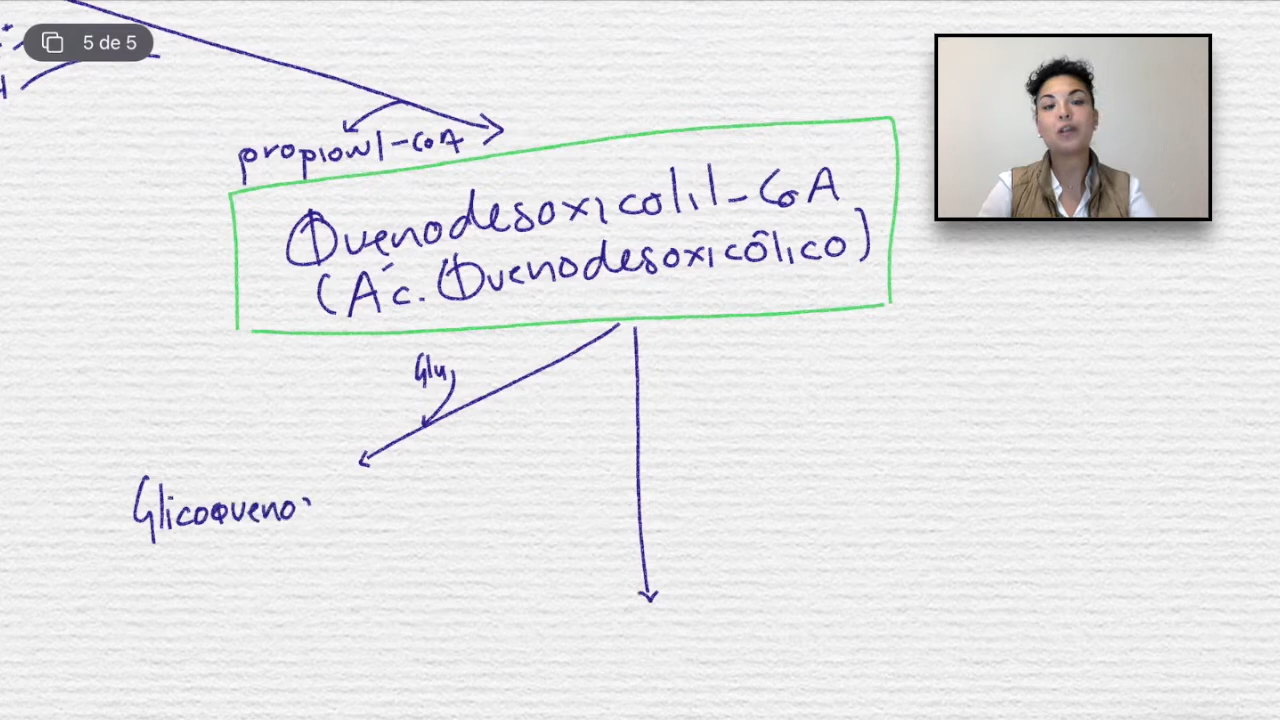 5 de 5
propionil-CoA
Quenodesoxicolil-CoA
(Ác. Quenodesoxicólico)
Glu
Glicoqueno